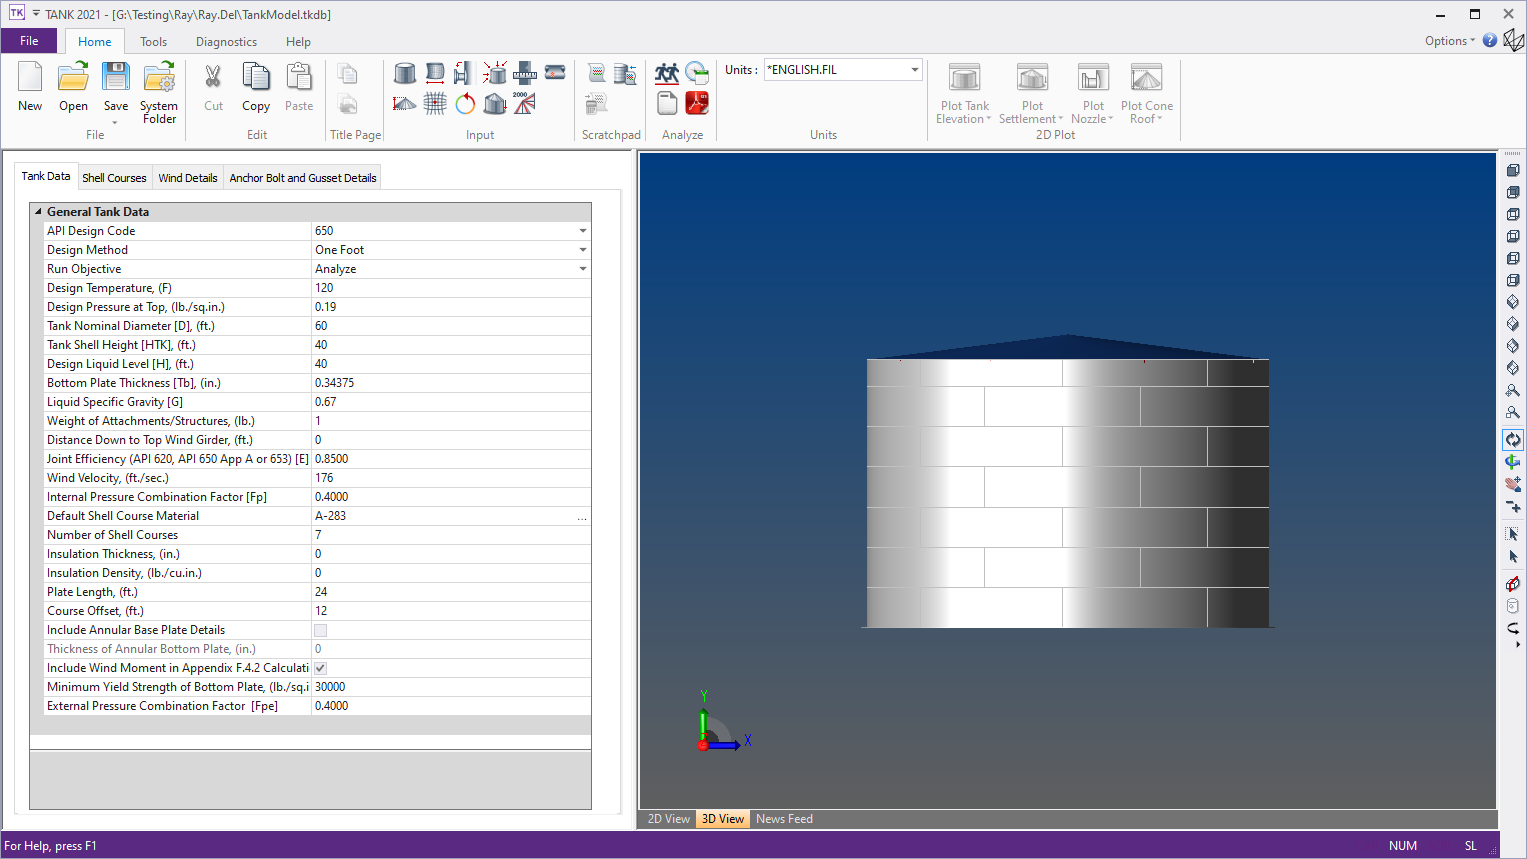 TK TANK 2021 - [G:\Testing\Ray\Ray.Del\TankModel.tkdb]
File Home Tools Diagnostics Help Options
New Open Save System Folder Cut Copy Paste
2000
Units : *ENGLISH.FIL
Plot Tank Elevation Plot Settlement Plot Nozzle Plot Cone Roof
File Edit Title Page Input Scratchpad Analyze Units 2D Plot
Tank Data Shell Courses Wind Details Anchor Bolt and Gusset Details
General Tank Data
API Design Code 650
Design Method One Foot
Run Objective Analyze
Design Temperature, (F) 120
Design Pressure at Top, (lb./sq.in.) 0.19
Tank Nominal Diameter [D], (ft.) 60
Tank Shell Height [HTK], (ft.) 40
Design Liquid Level [H], (ft.) 40
Bottom Plate Thickness [Tb], (in.) 0.34375
Liquid Specific Gravity [G] 0.67
Weight of Attachments/Structures, (lb.) 1
Distance Down to Top Wind Girder, (ft.) 0
Joint Efficiency (API 620, API 650 App A or 653) [E] 0.8500
Wind Velocity, (ft./sec.) 176
Internal Pressure Combination Factor [Fp] 0.4000
Default Shell Course Material A-283 ...
Number of Shell Courses 7
Insulation Thickness, (in.) 0
Insulation Density, (lb./cu.in.) 0
Plate Length, (ft.) 24
Course Offset, (ft.) 12
Include Annular Base Plate Details
Thickness of Annular Bottom Plate, (in.) 0
Include Wind Moment in Appendix F.4.2 Calculati
Minimum Yield Strength of Bottom Plate, (lb./sq.i 30000
External Pressure Combination Factor [Fpe] 0.4000
Y
X
2D View 3D View News Feed
For Help, press F1 NUM SL